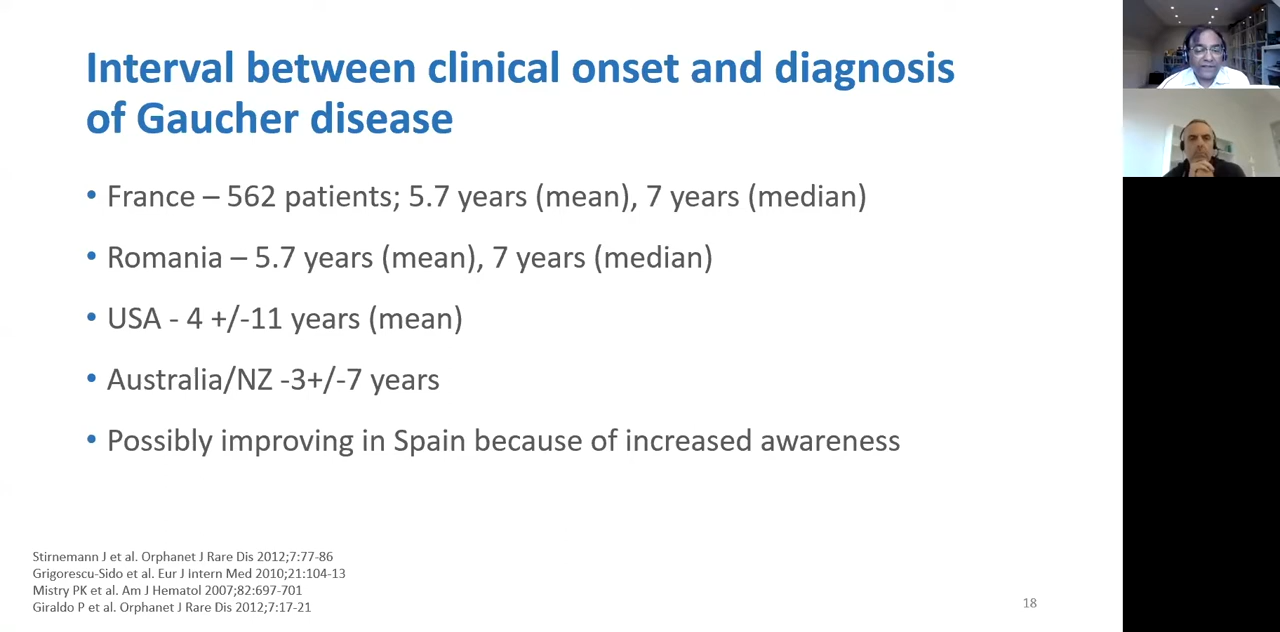 Interval between clinical onset and diagnosis
of Gaucher disease
• France – 562 patients; 5.7 years (mean), 7 years (median)
• Romania – 5.7 years (mean), 7 years (median)
• USA - 4 +/-11 years (mean)
• Australia/NZ -3+/-7 years
• Possibly improving in Spain because of increased awareness
Stirnemann J et al. Orphanet J Rare Dis 2012;7:77-86
Grigorescu-Sido et al. Eur J Intern Med 2010;21:104-13
Mistry PK et al. Am J Hematol 2007;82:697-701
Giraldo P et al. Orphanet J Rare Dis 2012;7:17-21
18